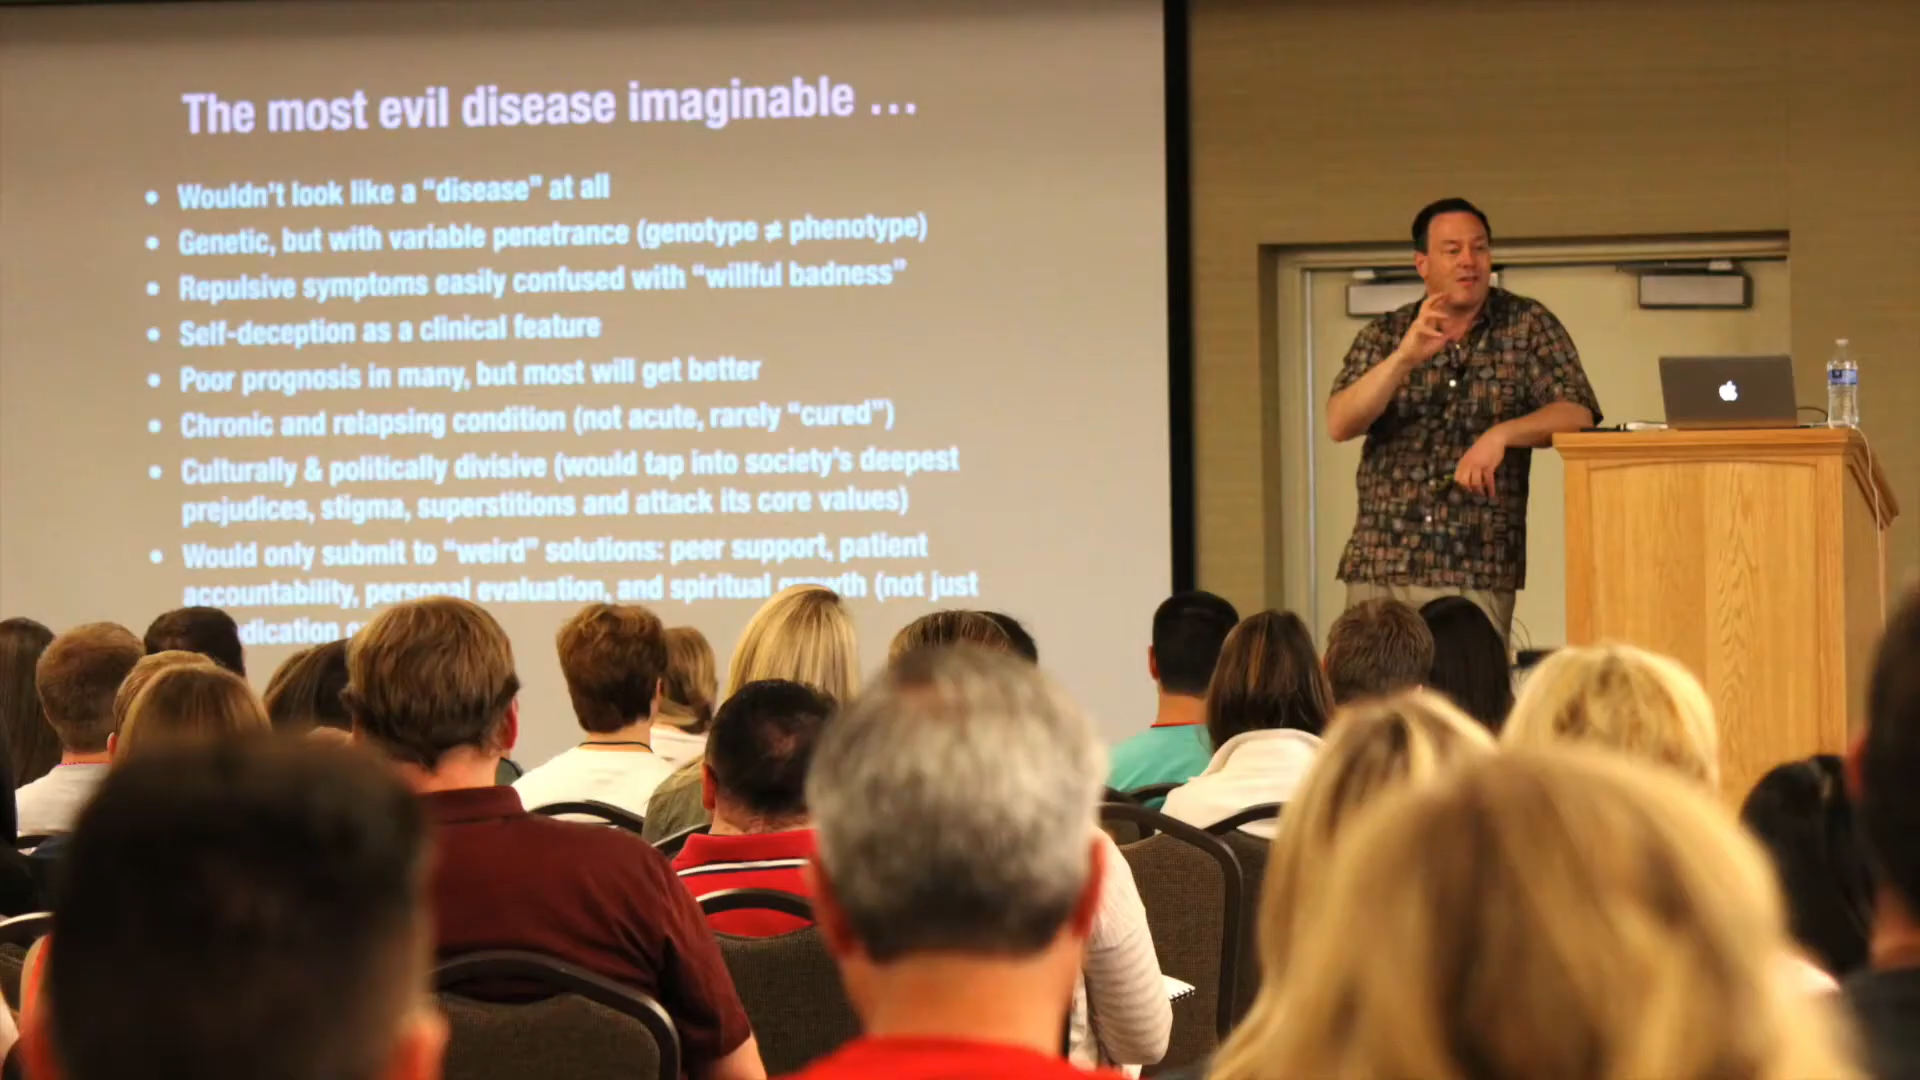 The most evil disease imaginable ...
• Wouldn't look like a "disease" at all
• Genetic, but with variable penetrance (genotype ≠ phenotype)
• Repulsive symptoms easily confused with "willful badness"
• Self-deception as a clinical feature
• Poor prognosis in many, but most will get better
• Chronic and relapsing condition (not acute, rarely "cured")
• Culturally & politically divisive (would tap into society's deepest
prejudices, stigma, superstitions and attack its core values)
• Would only submit to "weird" solutions: peer support, patient
accountability, personal evaluation, and spiritual growth (not just